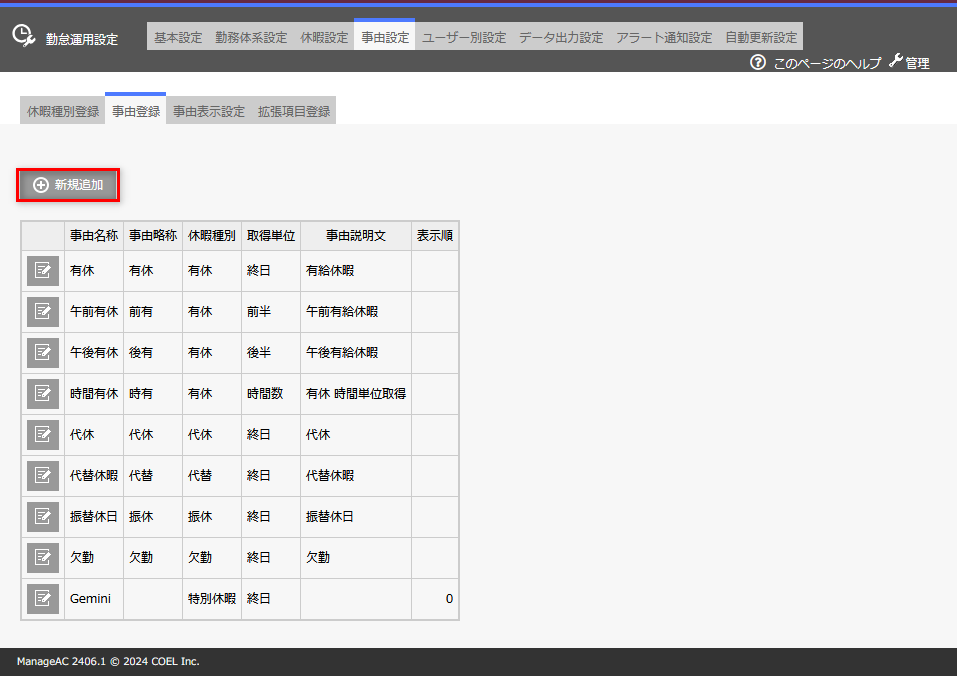 勤怠運用設定
基本設定 勤務体系設定 休暇設定 事由設定 ユーザー別設定 データ出力設定 アラート通知設定 自動更新設定
このページのヘルプ 管理
休暇種別登録 事由登録 事由表示設定 拡張項目登録
新規追加
事由名称 事由略称 休暇種別 取得単位 事由説明文 表示順
有休 有休 有休 終日 有給休暇
午前有休 前有 有休 前半 午前有給休暇
午後有休 後有 有休 後半 午後有給休暇
時間有休 時有 有休 時間数 有休 時間単位取得
代休 代休 代休 終日 代休
代替休暇 代替 代替 終日 代替休暇
振替休日 振休 振休 終日 振替休日
欠勤 欠勤 欠勤 終日 欠勤
Gemini 特別休暇 終日 0
ManageAC 2406.1 © 2024 COEL Inc.